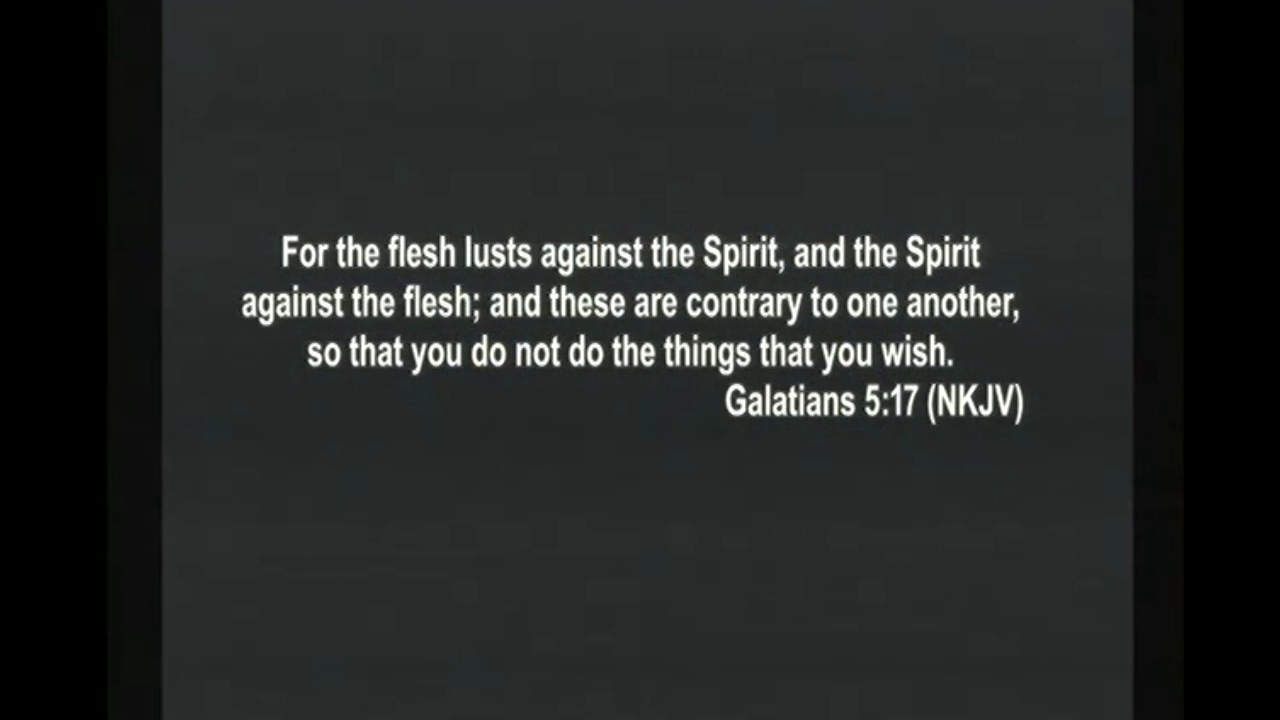 For the flesh lusts against the Spirit, and the Spirit
against the flesh; and these are contrary to one another,
so that you do not do the things that you wish.
Galatians 5:17 (NKJV)